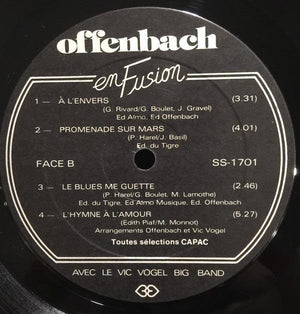 offenbach
en Fusion
1 — À L'ENVERS (3.31)
(G. Rivard/G. Boulet, J. Gravel)
Ed Almo, Ed Offenbach
2 — PROMENADE SUR MARS (4.01)
(P. Harel/J. Basil)
Ed. du Tigre
FACE B SS-1701
3 — LE BLUES ME GUETTE (2.46)
(P. Harel/G. Boulet, M. Lamothe)
Ed. du Tigre, Ed Almo Musique, Ed. Offenbach
4 — L'HYMNE À L'AMOUR (5.27)
(Edith Piaf/M. Monnot)
Arrangements Offenbach et Vic Vogel
Toutes sélections CAPAC
AVEC LE VIC VOGEL BIG BAND